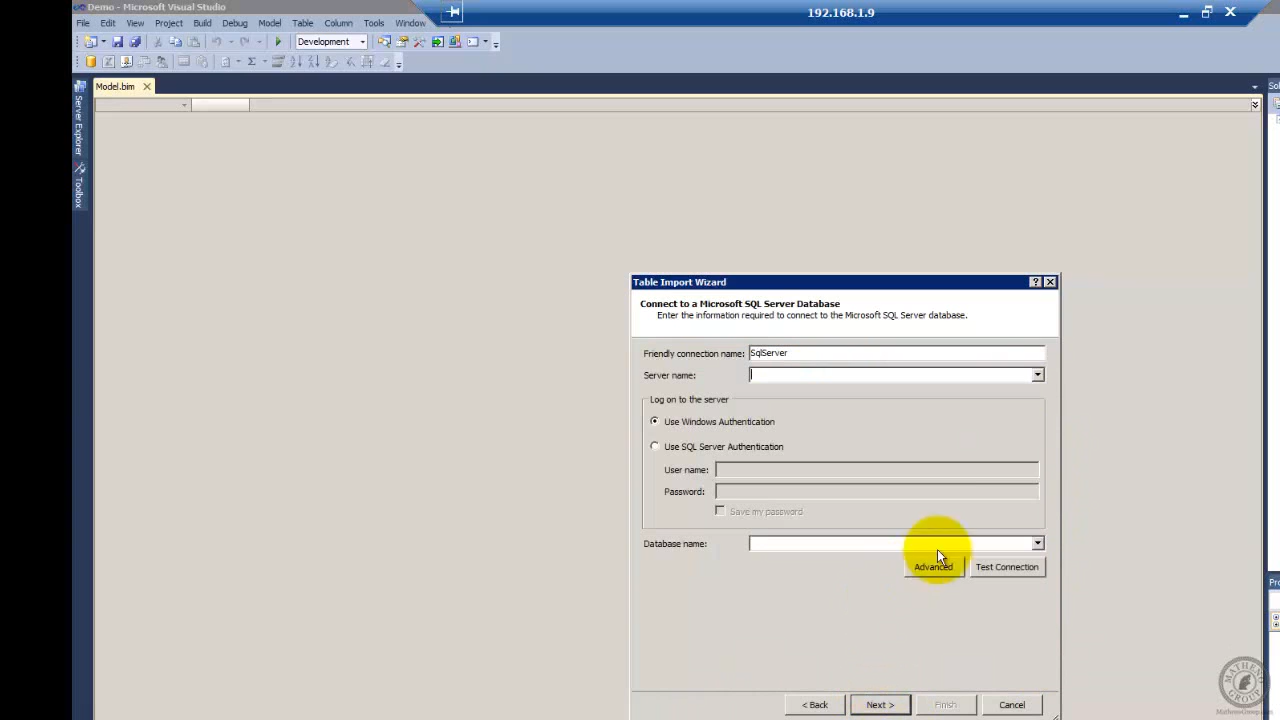 Demo - Microsoft Visual Studio
192.168.1.9
File Edit View Project Build Debug Model Table Column Tools Window
Development
Model.bim
Server Explorer
Toolbox
Table Import Wizard
Connect to a Microsoft SQL Server Database
Enter the information required to connect to the Microsoft SQL Server database.
Friendly connection name: SqlServer
Server name:
Log on to the server
Use Windows Authentication
Use SQL Server Authentication
User name:
Password:
Save my password
Database name:
Advanced Test Connection
< Back Next > Finish Cancel
Sol
Pro
GROUP